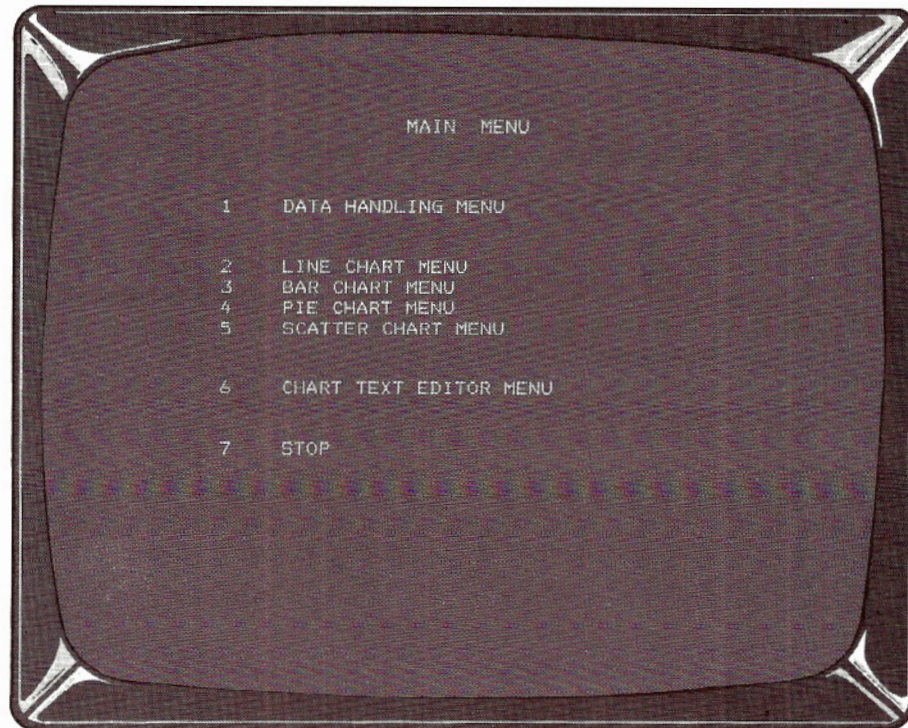 MAIN MENU
1 DATA HANDLING MENU
2 LINE CHART MENU
3 BAR CHART MENU
4 PIE CHART MENU
5 SCATTER CHART MENU
6 CHART TEXT EDITOR MENU
7 STOP